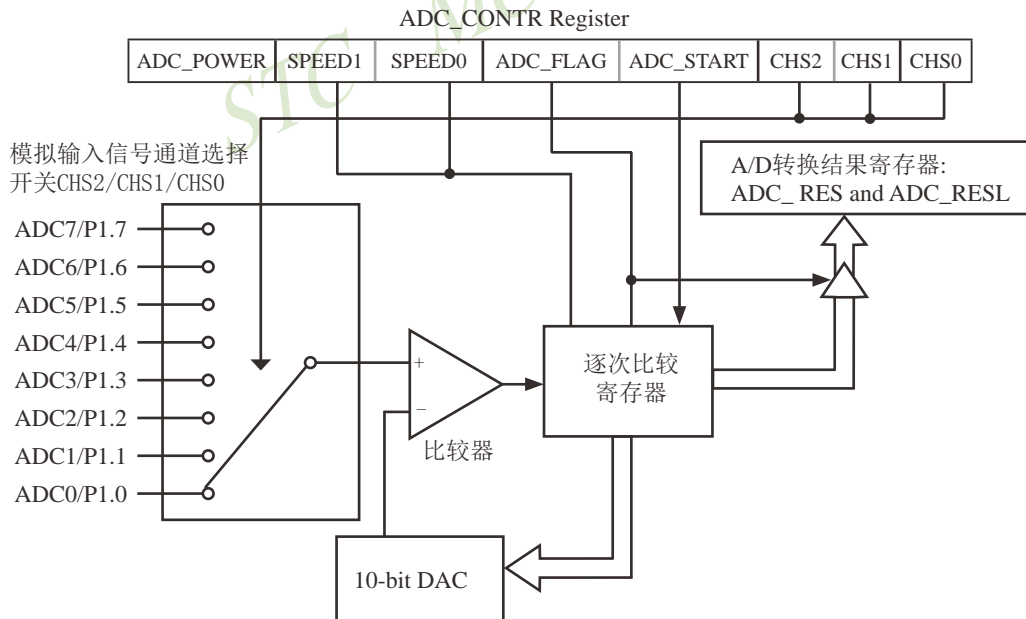 ADC_CONTR Register
ADC_POWER SPEED1 SPEED0 ADC_FLAG ADC_START CHS2 CHS1 CHS0
STC MC
模拟输入信号通道选择
开关CHS2/CHS1/CHS0
A/D转换结果寄存器:
ADC_ RES and ADC_RESL
ADC7/P1.7
ADC6/P1.6
ADC5/P1.5
ADC4/P1.4
ADC3/P1.3
ADC2/P1.2
ADC1/P1.1
ADC0/P1.0
+
−
比较器
逐次比较
寄存器
10-bit DAC